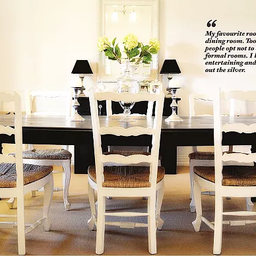 “
My favourite roo
dining room. Too
people opt not to
formal rooms. I l
entertaining and
out the silver.